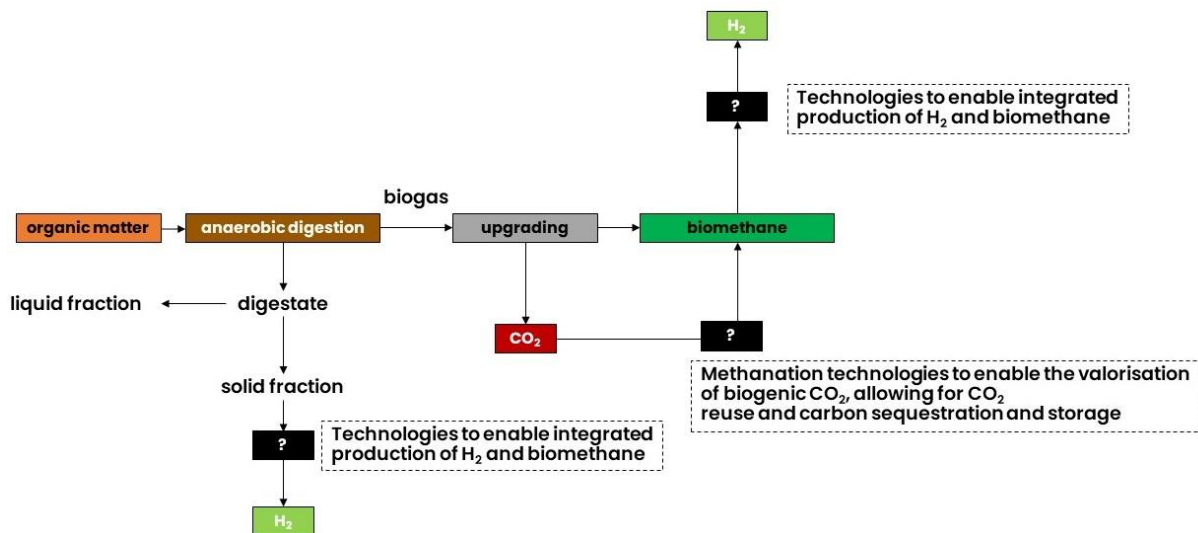 H₂
?
Technologies to enable integrated
production of H₂ and biomethane
biogas
organic matter
anaerobic digestion
upgrading
biomethane
liquid fraction
digestate
CO₂
?
Methanation technologies to enable the valorisation
of biogenic CO₂, allowing for CO₂
reuse and carbon sequestration and storage
solid fraction
?
Technologies to enable integrated
production of H₂ and biomethane
H₂